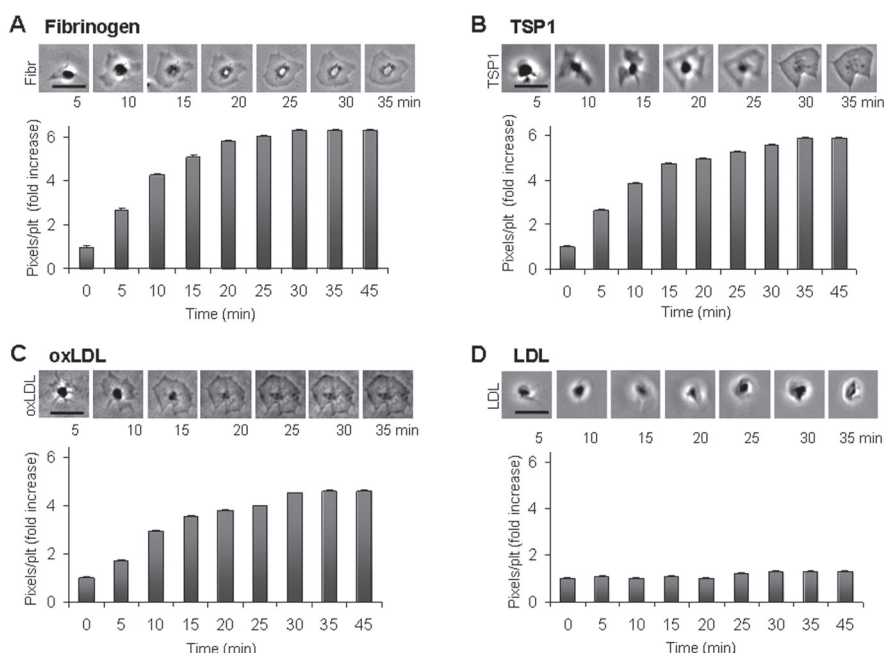 A Fibrinogen
Fibr
5 10 15 20 25 30 35 min
Pixels/plt (fold increase)
6
4
2
0
0 5 10 15 20 25 30 35 45
Time (min)
B TSP1
TSP1
5 10 15 20 25 30 35 min
Pixels/plt (fold increase)
6
4
2
0
0 5 10 15 20 25 30 35 45
Time (min)
C oxLDL
oxLDL
5 10 15 20 25 30 35 min
Pixels/plt (fold increase)
6
4
2
0
0 5 10 15 20 25 30 35 45
Time (min)
D LDL
LDL
5 10 15 20 25 30 35 min
Pixels/plt (fold increase)
6
4
2
0
0 5 10 15 20 25 30 35 45
Time (min)